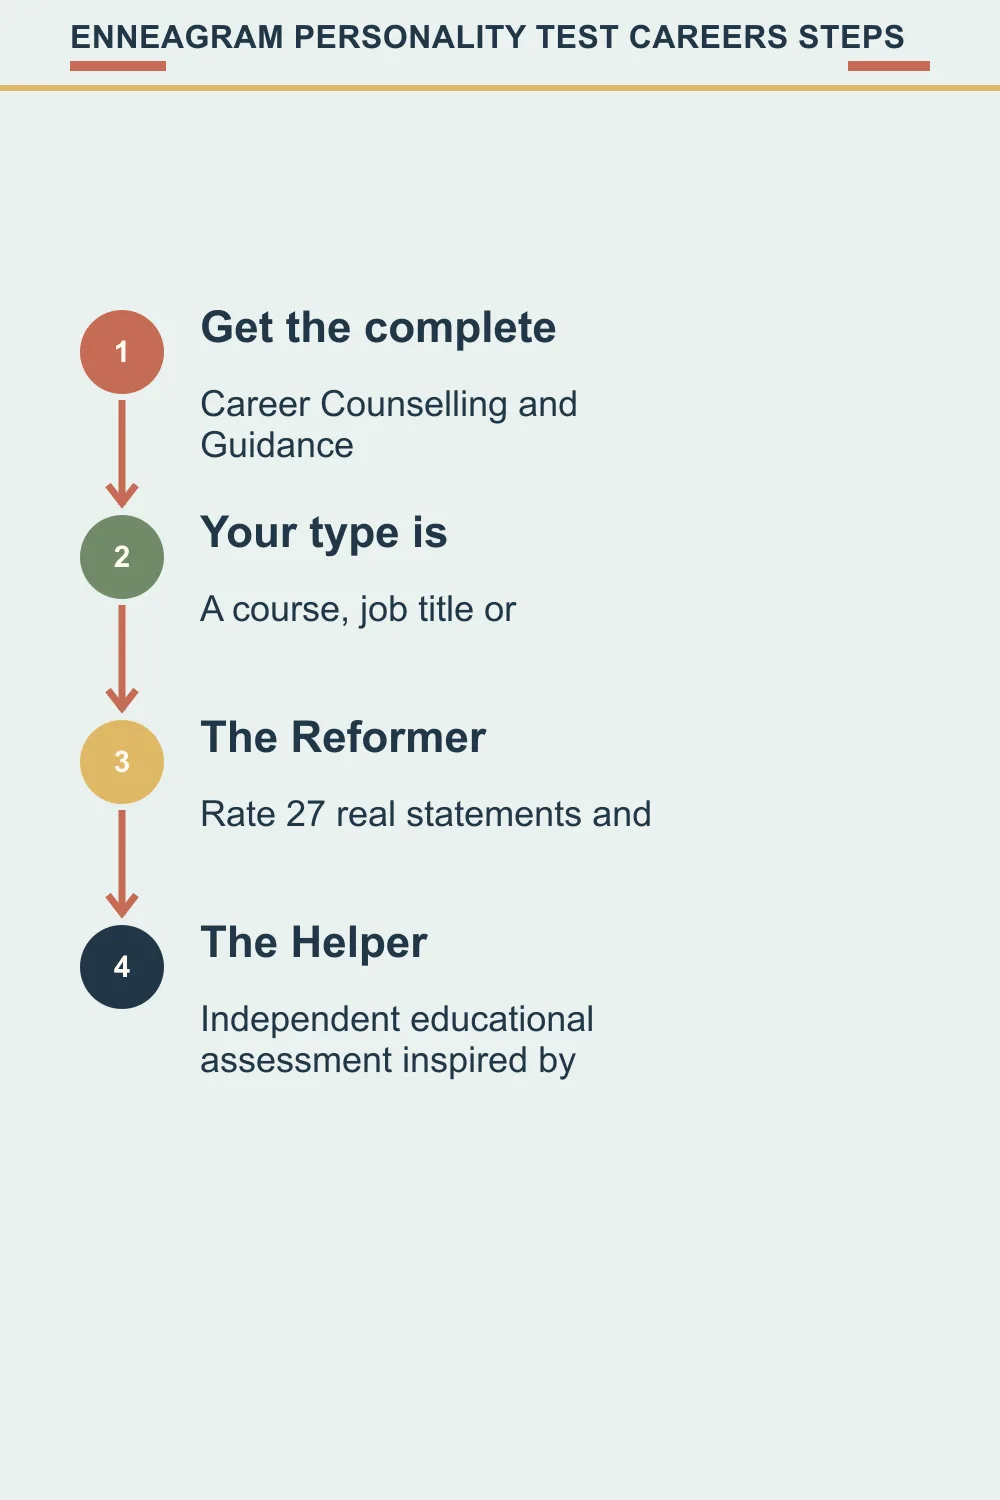 ENNEAGRAM PERSONALITY TEST CAREERS STEPS
1
Get the complete
Career Counselling and
Guidance
2
Your type is
A course, job title or
3
The Reformer
Rate 27 real statements and
4
The Helper
Independent educational
assessment inspired by